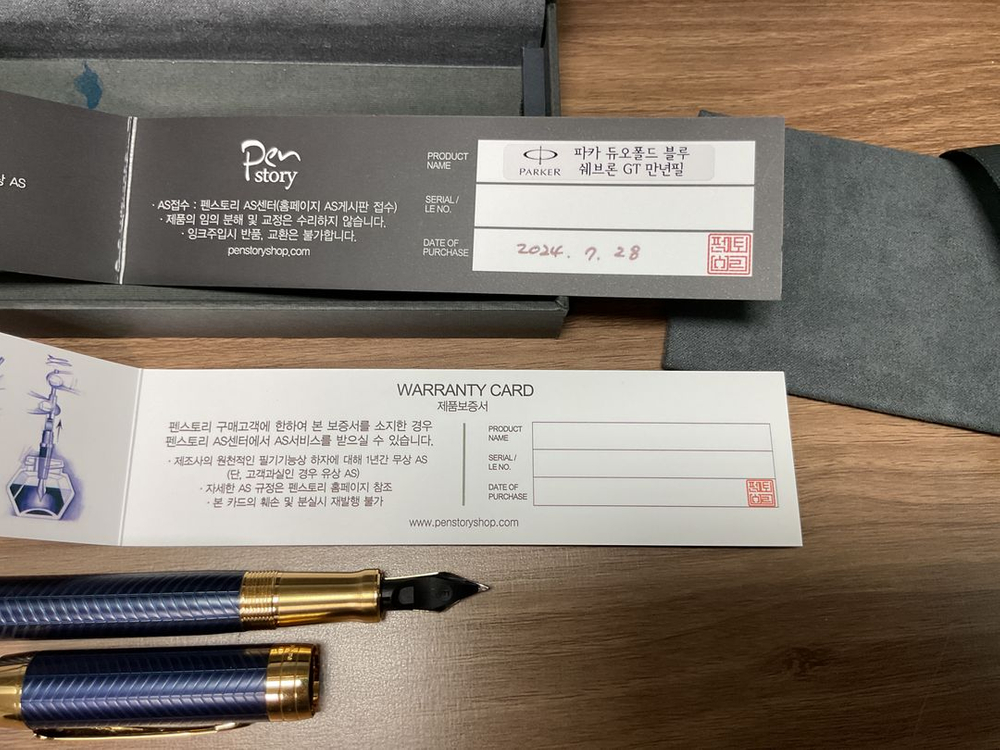 상 AS
Pen
story
· AS접수 : 펜스토리 AS센터(홈페이지 AS게시판 접수)
· 제품의 임의 분해 및 교정은 수리하지 않습니다.
· 잉크주입시 반품, 교환은 불가합니다.
penstoryshop.com
PRODUCT
NAME
PARKER
파카 듀오폴드 블루
쉐브론 GT 만년필
SERIAL /
LE NO.
DATE OF
PURCHASE
2024. 7. 28
WARRANTY CARD
제품보증서
펜스토리 구매고객에 한하여 본 보증서를 소지한 경우
펜스토리 AS센터에서 AS서비스를 받으실 수 있습니다.
· 제조사의 원천적인 필기기능상 하자에 대해 1년간 무상 AS
(단, 고객과실인 경우 유상 AS)
· 자세한 AS 규정은 펜스토리 홈페이지 참조
· 본 카드의 훼손 및 분실시 재발행 불가
PRODUCT
NAME
SERIAL /
LE NO.
DATE OF
PURCHASE
www.penstoryshop.com